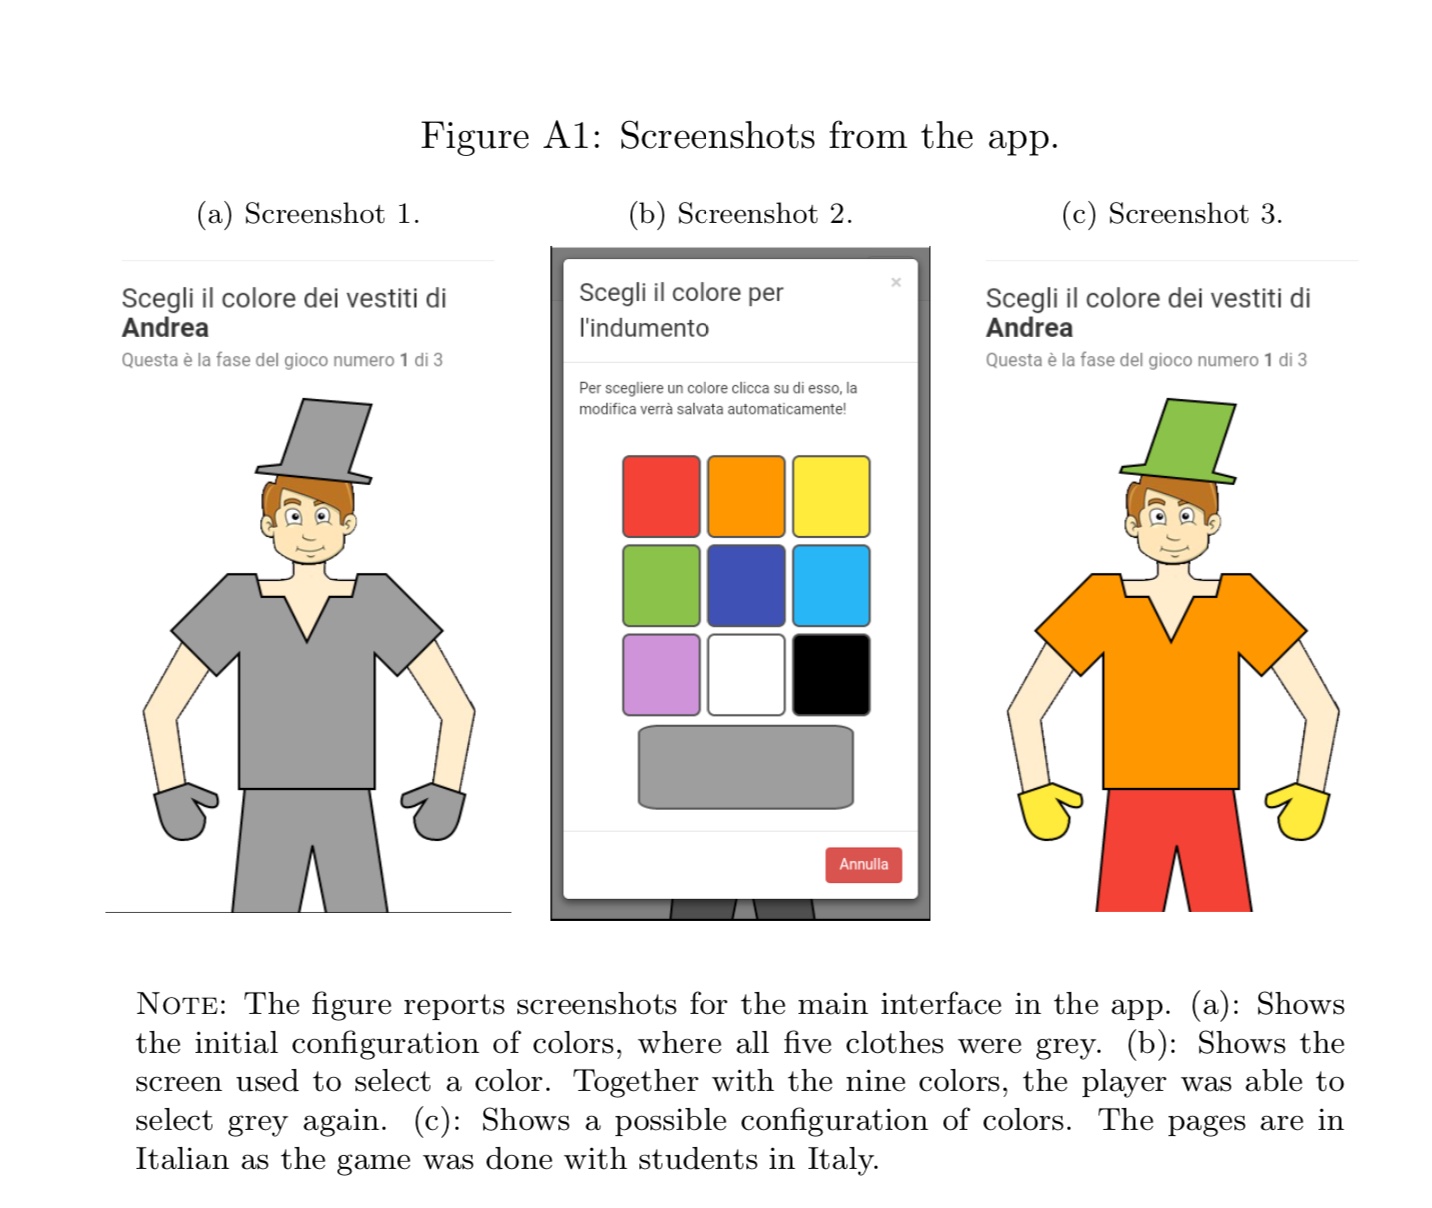 Figure A1: Screenshots from the app.
(a) Screenshot 1.
(b) Screenshot 2.
(c) Screenshot 3.
Scegli il colore dei vestiti di
Andrea
Questa è la fase del gioco numero 1 di 3
Scegli il colore per
l'indumento
×
Per scegliere un colore clicca su di esso, la
modifica verrà salvata automaticamente!
Annulla
Scegli il colore dei vestiti di
Andrea
Questa è la fase del gioco numero 1 di 3
NOTE: The figure reports screenshots for the main interface in the app. (a): Shows
the initial configuration of colors, where all five clothes were grey. (b): Shows the
screen used to select a color. Together with the nine colors, the player was able to
select grey again. (c): Shows a possible configuration of colors. The pages are in
Italian as the game was done with students in Italy.